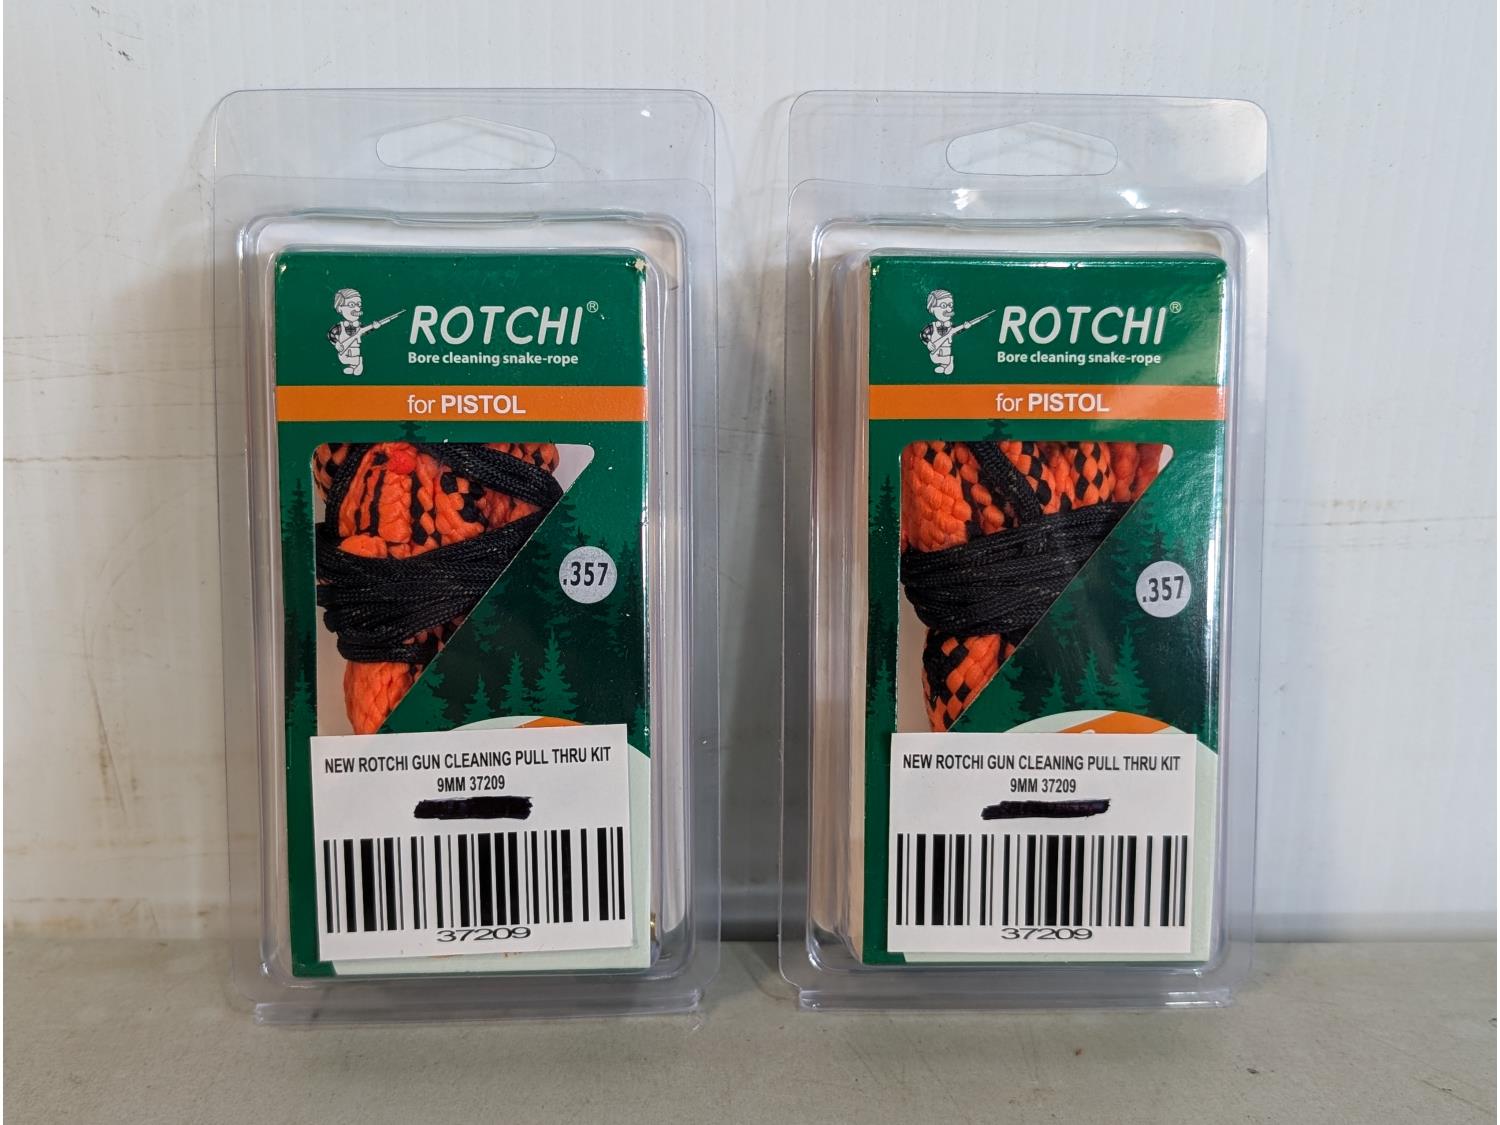 ROTCHI®
Bore cleaning snake-rope
for PISTOL
.357
NEW ROTCHI GUN CLEANING PULL THRU KIT
9MM 37209
37209
ROTCHI®
Bore cleaning snake-rope
for PISTOL
.357
NEW ROTCHI GUN CLEANING PULL THRU KIT
9MM 37209
37209